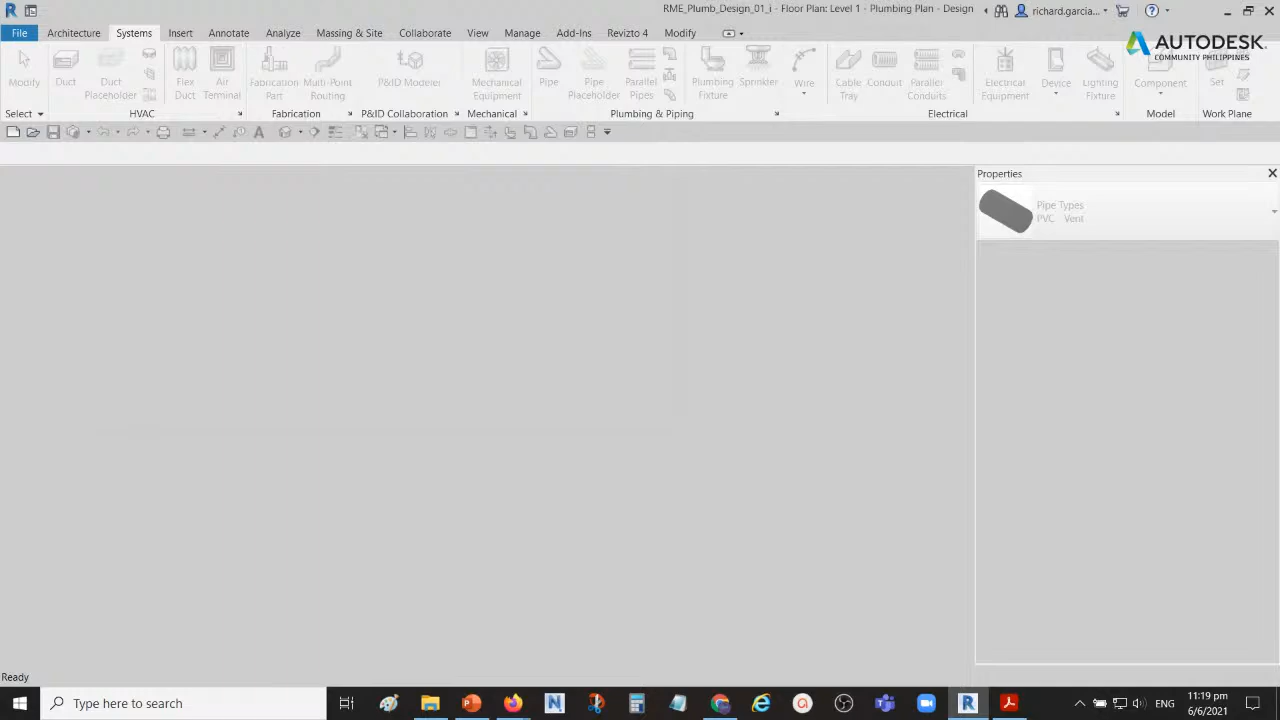 RME_Plumb_Design_01_i - Floor Plan: Level 1 - Plumbing Plan - Design
richard.garcia...
File Architecture Systems Insert Annotate Analyze Massing & Site Collaborate View Manage Add-Ins Revizto 4 Modify
AUTODESK
COMMUNITY PHILIPPINES
Modify
Duct
Duct Placeholder
Flex Duct
Air Terminal
Fabrication Part
Multi-Point Routing
P&ID Modeler
Mechanical Equipment
Pipe
Pipe Placeholder
Parallel Pipes
Plumbing Fixture
Sprinkler
Wire
Cable Tray
Conduit
Parallel Conduits
Electrical Equipment
Device
Lighting Fixture
Component
Set
Select HVAC Fabrication P&ID Collaboration Mechanical Plumbing & Piping Electrical Model Work Plane
Properties
Pipe Types
PVC Vent
Ready
Type here to search
ENG
11:19 pm
6/6/2021